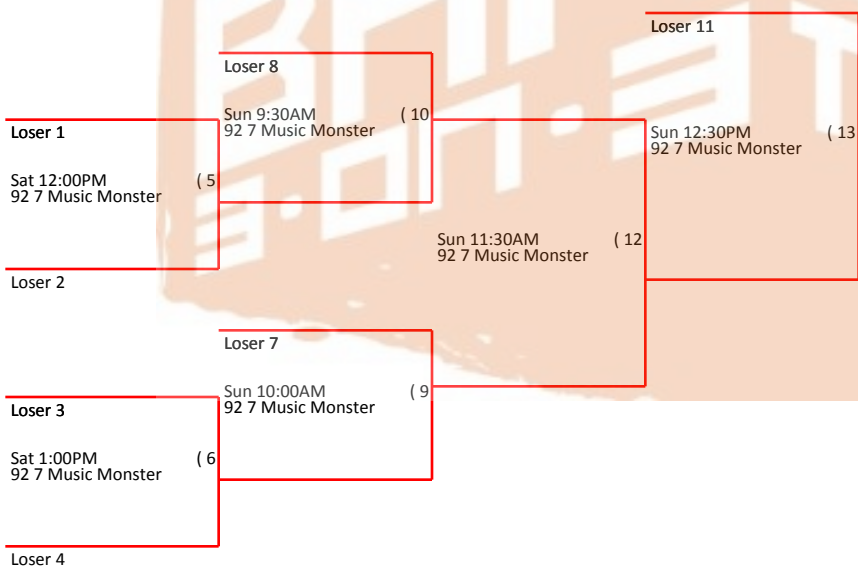 Loser 11
Loser 8
Sun 9:30AM ( 10
92 7 Music Monster
Loser 1
Sun 12:30PM ( 13
92 7 Music Monster
Sat 12:00PM ( 5
92 7 Music Monster
Sun 11:30AM ( 12
92 7 Music Monster
Loser 2
Loser 7
Sun 10:00AM ( 9
92 7 Music Monster
Loser 3
Sat 1:00PM ( 6
92 7 Music Monster
Loser 4